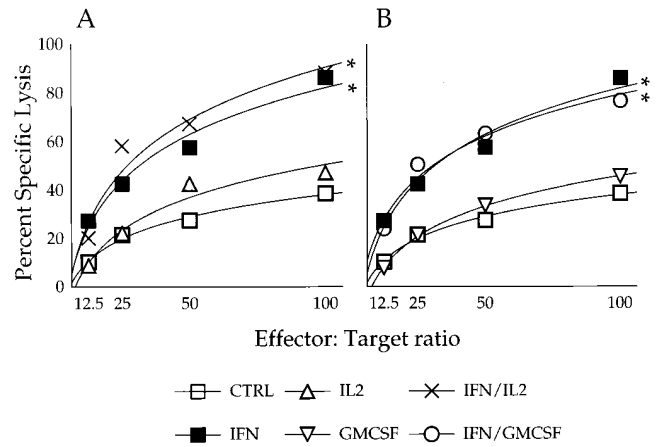 A B
Percent Specific Lysis
100
80
60
40
20
0
* *
* *
12.5 25 50 100 12.5 25 50 100
Effector: Target ratio
CTRL IL2 IFN/IL2
IFN GMCSF IFN/GMCSF